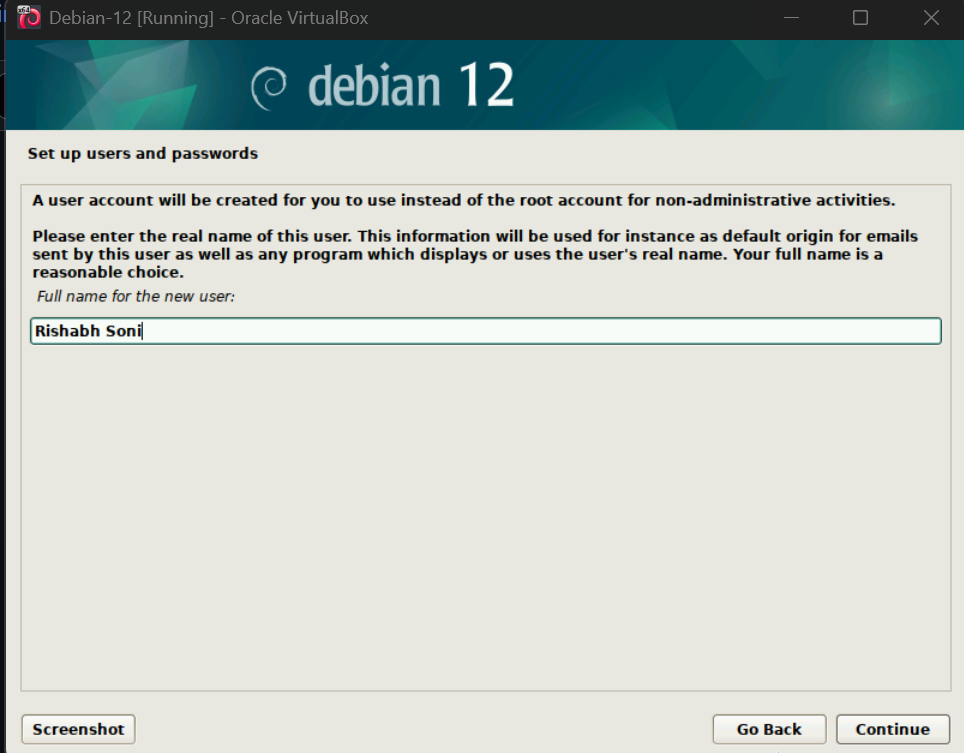 Debian-12 [Running] - Oracle VirtualBox
debian 12
Set up users and passwords
A user account will be created for you to use instead of the root account for non-administrative activities.
Please enter the real name of this user. This information will be used for instance as default origin for emails
sent by this user as well as any program which displays or uses the user's real name. Your full name is a
reasonable choice.
Full name for the new user:
Rishabh Soni
Screenshot
Go Back
Continue